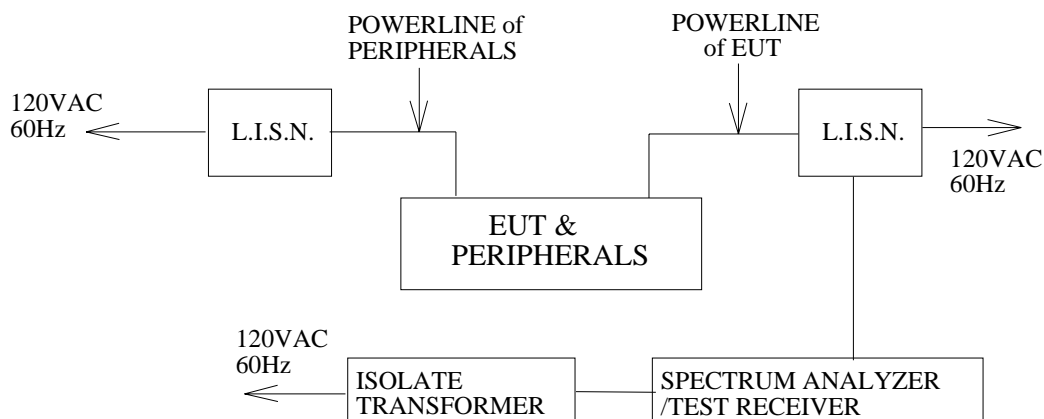 POWERLINE of
PERIPHERALS
POWERLINE
of EUT
120VAC
60Hz
L.I.S.N.
L.I.S.N.
120VAC
60Hz
EUT &
PERIPHERALS
120VAC
60Hz
ISOLATE
TRANSFORMER
SPECTRUM ANALYZER
/TEST RECEIVER